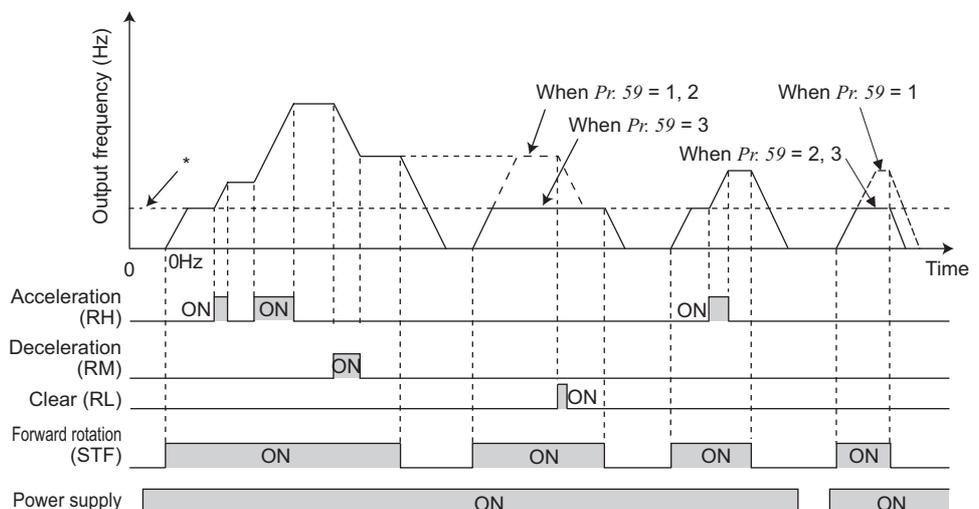 Output frequency (Hz)
When Pr. 59 = 1, 2
When Pr. 59 = 1
When Pr. 59 = 3
When Pr. 59 = 2, 3
*
0
0Hz
Time
Acceleration
(RH)
ON
ON
ON
Deceleration
(RM)
ON
Clear (RL)
ON
Forward rotation
(STF)
ON
ON
ON
ON
Power supply
ON
ON